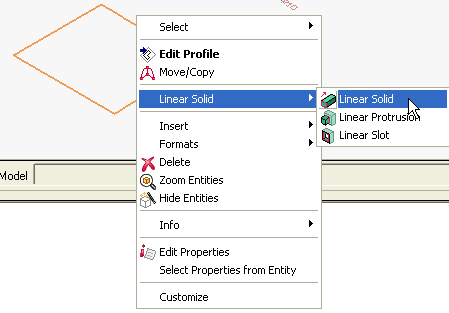 Select
Edit Profile
Move/Copy
Linear Solid
Linear Solid
Linear Protrusion
Linear Slot
Insert
Formats
Delete
Zoom Entities
Hide Entities
Info
Edit Properties
Select Properties from Entity
Customize
Model